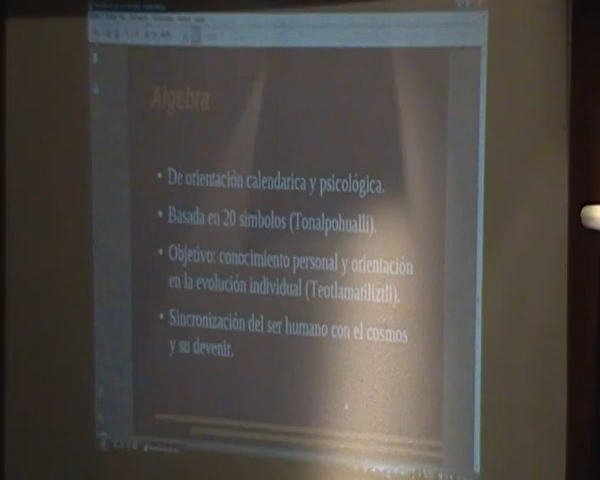 Algebra
• De orientación calendarica y psicológica.
• Basada en 20 simbolos (Tonalpohualli).
• Objetivo: conocimiento personal y orientación
en la evolución individual (Teotlamatiliztli).
• Sincronización del ser humano con el cosmos
y su devenir.